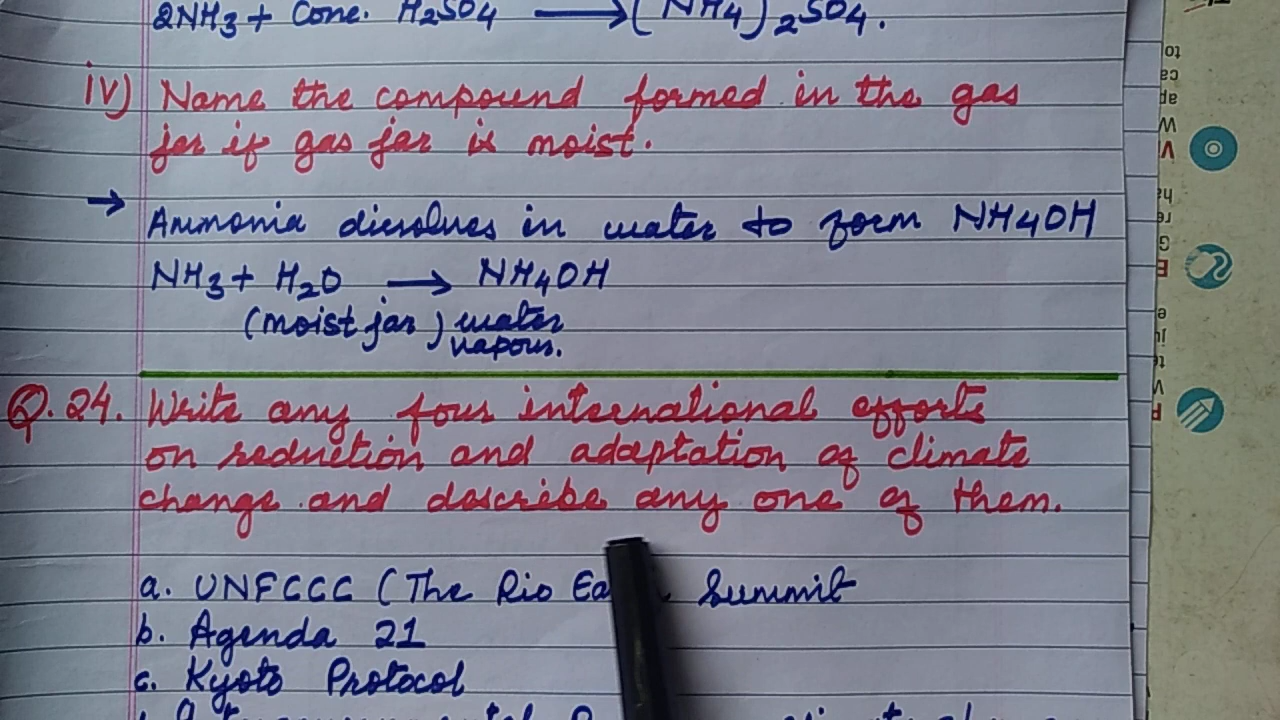 2NH3 + Conc. H2SO4 ⟶ (NH4)2SO4.
iv) Name the compound formed in the gas
jar if gas jar is moist.
→ Ammonia dissolves in water to form NH4OH
NH3 + H2O ⟶ NH4OH
(moist jar) water
vapour.
Q. 24. Write any four international efforts
on reduction and adaptation of climate
change and describe any one of them.
a. UNFCCC (The Rio Summit
b. Agenda 21
c. Kyoto Protocol